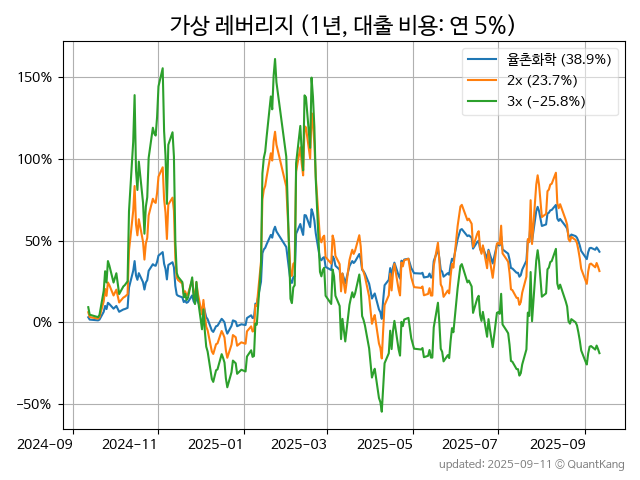 가상 레버리지 (1년, 대출 비용: 연 5%)
율촌화학 (38.9%)
2x (23.7%)
3x (−25.8%)
150%
100%
50%
0%
−50%
2024-09 2024-11 2025-01 2025-03 2025-05 2025-07 2025-09
updated: 2025-09-11 © QuantKang